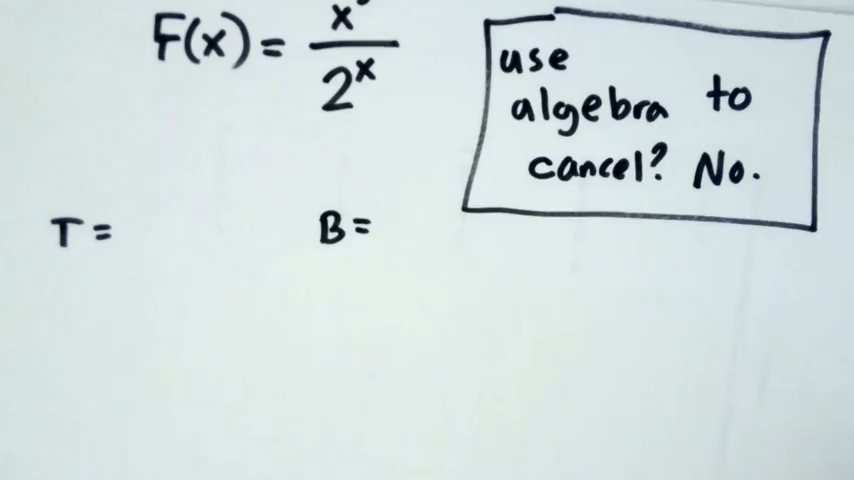 F(x) = x / 2^x
use
algebra to
cancel? No.
T =
B =